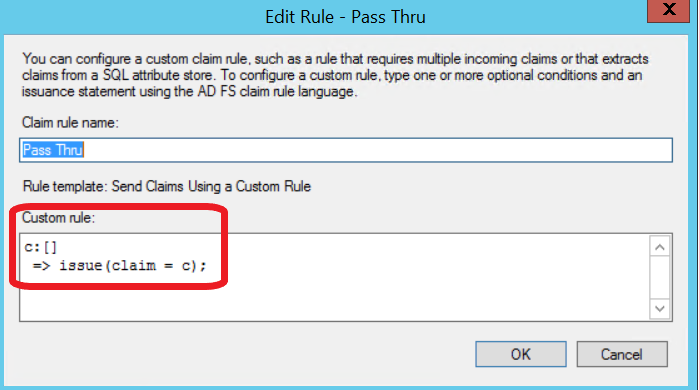 Edit Rule - Pass Thru
x
You can configure a custom claim rule, such as a rule that requires multiple incoming claims or that extracts
claims from a SQL attribute store. To configure a custom rule, type one or more optional conditions and an
issuance statement using the AD FS claim rule language.
Claim rule name:
Pass Thru
Rule template: Send Claims Using a Custom Rule
Custom rule:
c:[]
=> issue(claim = c);
OK Cancel